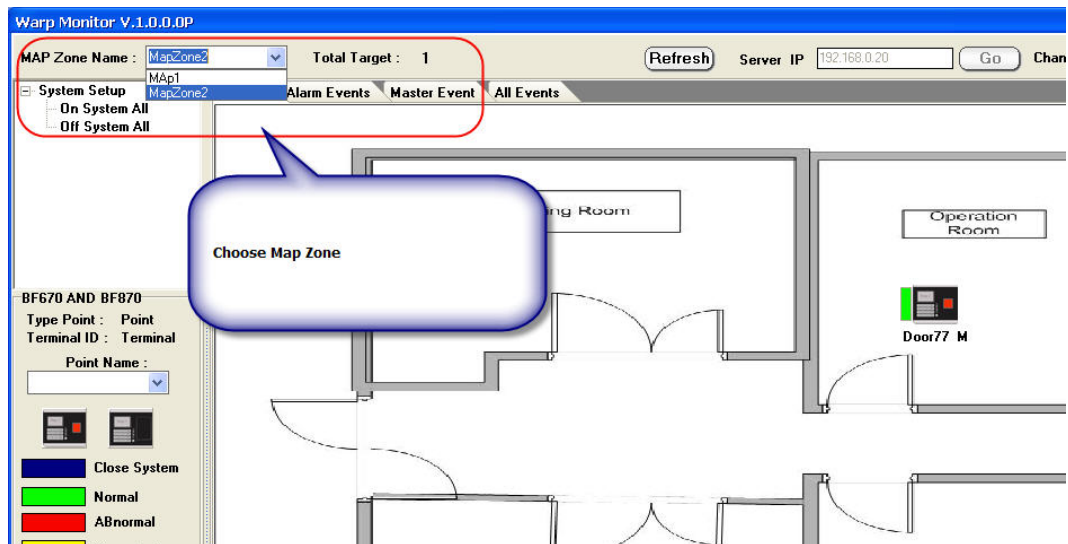 Warp Monitor V.1.0.0.0P
MAP Zone Name : MapZone2 Total Target : 1 Refresh Server IP 192.168.0.20 Go
MAp1
MapZone2
System Setup
On System All
Off System All
Alarm Events Master Event All Events
Choose Map Zone
Room
Operation
Room
Door77 M
BF670 AND BF870
Type Point : Point
Terminal ID : Terminal
Point Name :
Close System
Normal
ABnormal